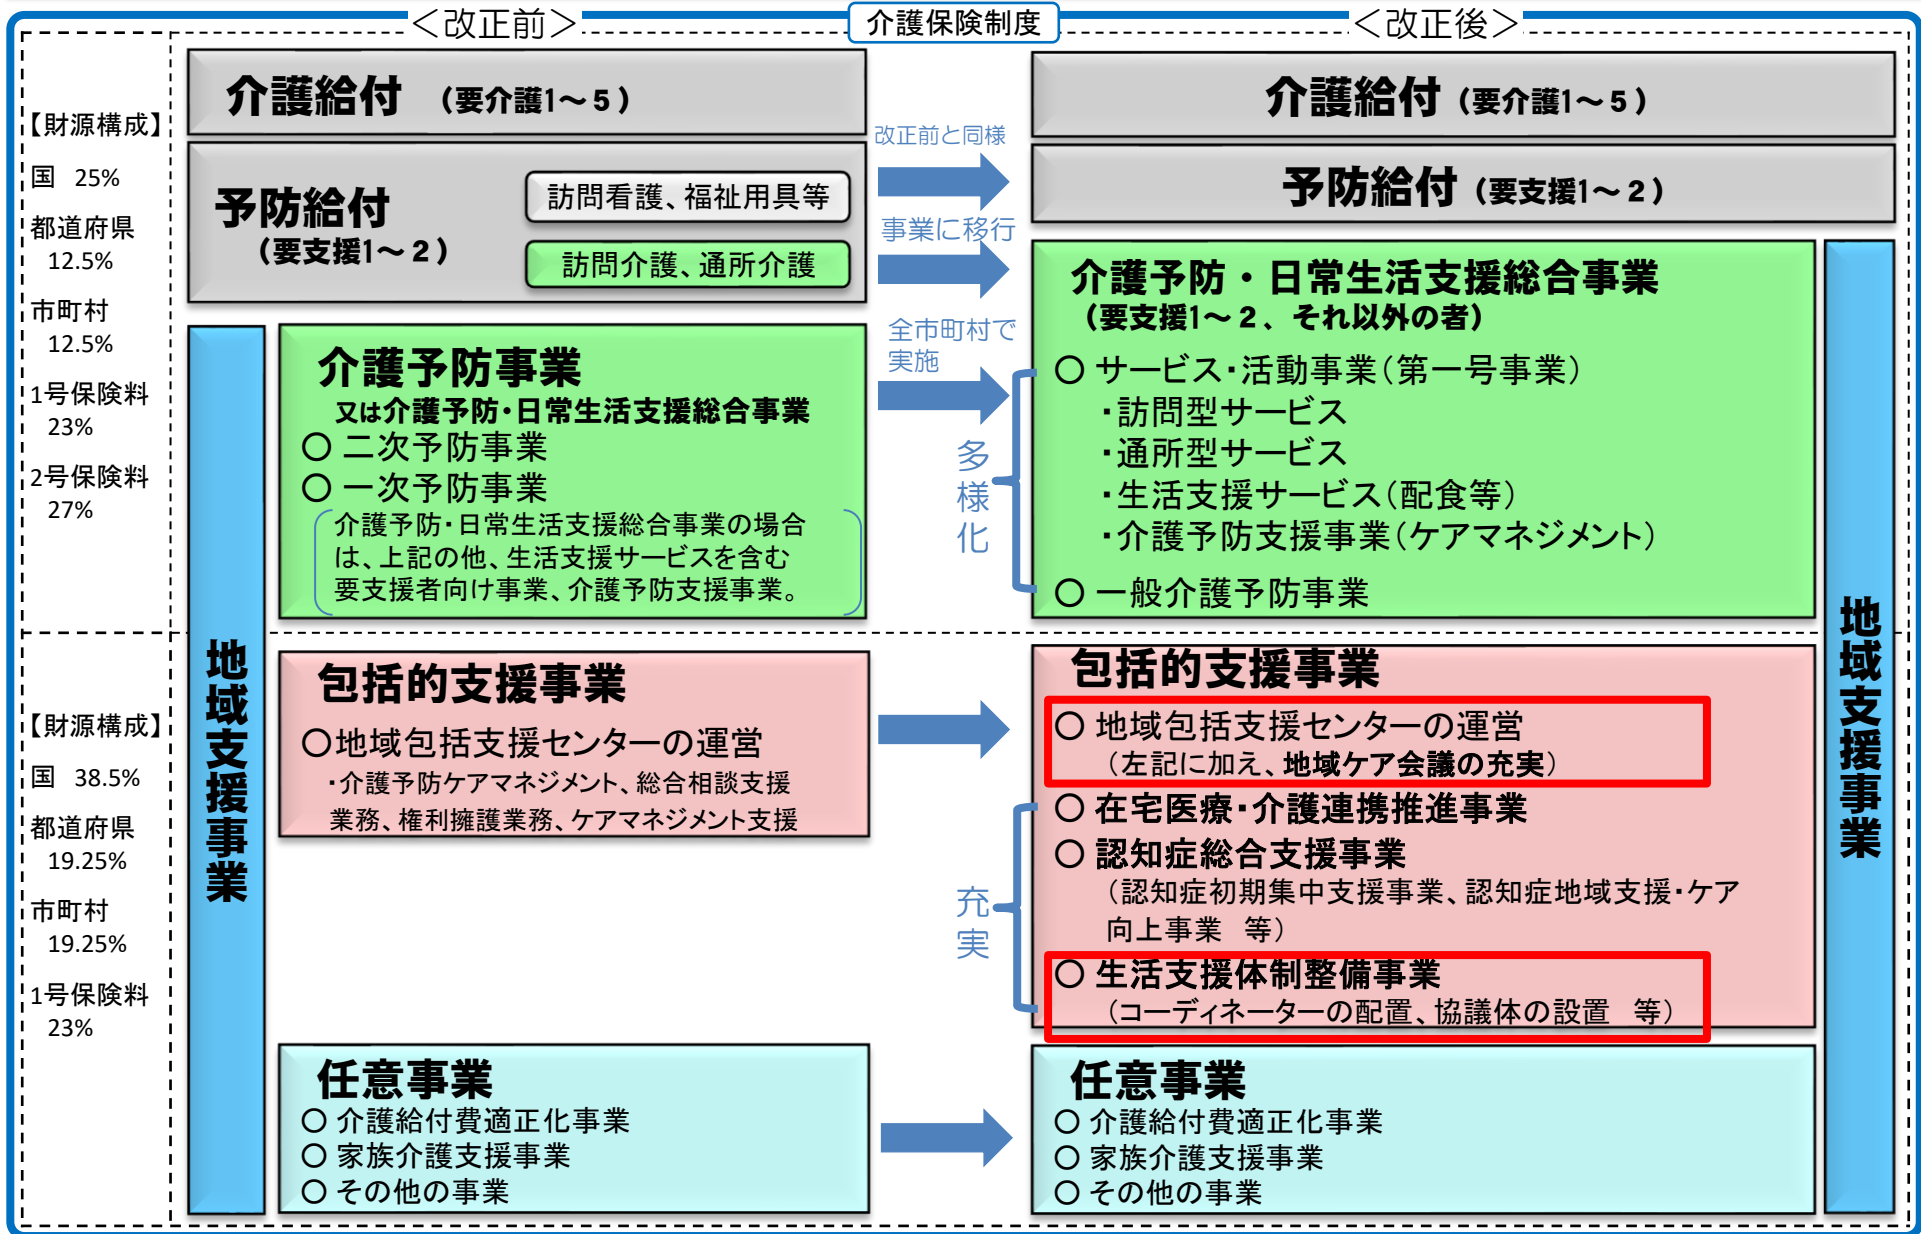 介護保険制度
＜改正前＞
＜改正後＞
【財源構成】
国 25%
都道府県
12.5%
市町村
12.5%
1号保険料
23%
2号保険料
27%
【財源構成】
国 38.5%
都道府県
19.25%
市町村
19.25%
1号保険料
23%
介護給付 （要介護1～5）
予防給付
（要支援1～2）
訪問看護、福祉用具等
訪問介護、通所介護
地域支援事業
介護予防事業
又は介護予防・日常生活支援総合事業
○ 二次予防事業
○ 一次予防事業
介護予防・日常生活支援総合事業の場合
は、上記の他、生活支援サービスを含む
要支援者向け事業、介護予防支援事業。
包括的支援事業
○地域包括支援センターの運営
・介護予防ケアマネジメント、総合相談支援
業務、権利擁護業務、ケアマネジメント支援
任意事業
○ 介護給付費適正化事業
○ 家族介護支援事業
○ その他の事業
改正前と同様
事業に移行
全市町村で
実施
多様化
充実
介護給付（要介護1～5）
予防給付（要支援1～2）
介護予防・日常生活支援総合事業
（要支援1～2、それ以外の者）
○ サービス・活動事業（第一号事業）
・訪問型サービス
・通所型サービス
・生活支援サービス（配食等）
・介護予防支援事業（ケアマネジメント）
○ 一般介護予防事業
包括的支援事業
○ 地域包括支援センターの運営
（左記に加え、地域ケア会議の充実）
○ 在宅医療・介護連携推進事業
○ 認知症総合支援事業
（認知症初期集中支援事業、認知症地域支援・ケア
向上事業 等）
○ 生活支援体制整備事業
（コーディネーターの配置、協議体の設置 等）
任意事業
○ 介護給付費適正化事業
○ 家族介護支援事業
○ その他の事業
地域支援事業